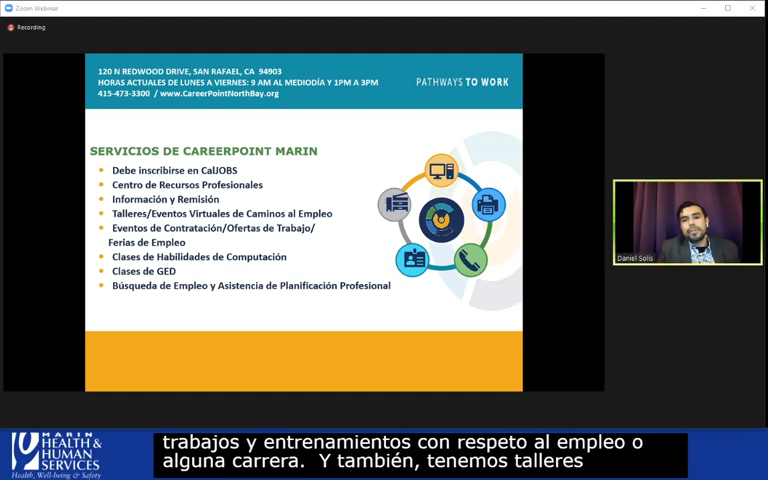 Zoom Webinar
Recording
120 N REDWOOD DRIVE, SAN RAFAEL, CA 94903
HORAS ACTUALES DE LUNES A VIERNES: 9 AM AL MEDIODÍA Y 1PM A 3PM
415-473-3300 / www.CareerPointNorthBay.org
PATHWAYS TO WORK
SERVICIOS DE CAREERPOINT MARIN
Debe inscribirse en CalJOBS
Centro de Recursos Profesionales
Información y Remisión
Talleres/Eventos Virtuales de Caminos al Empleo
Eventos de Contratación/Ofertas de Trabajo/
Ferias de Empleo
Clases de Habilidades de Computación
Clases de GED
Búsqueda de Empleo y Asistencia de Planificación Profesional
Daniel Solis
MARIN
HEALTH &
HUMAN
SERVICES
Health, Well-being & Safety
trabajos y entrenamientos con respeto al empleo o
alguna carrera. Y también, tenemos talleres